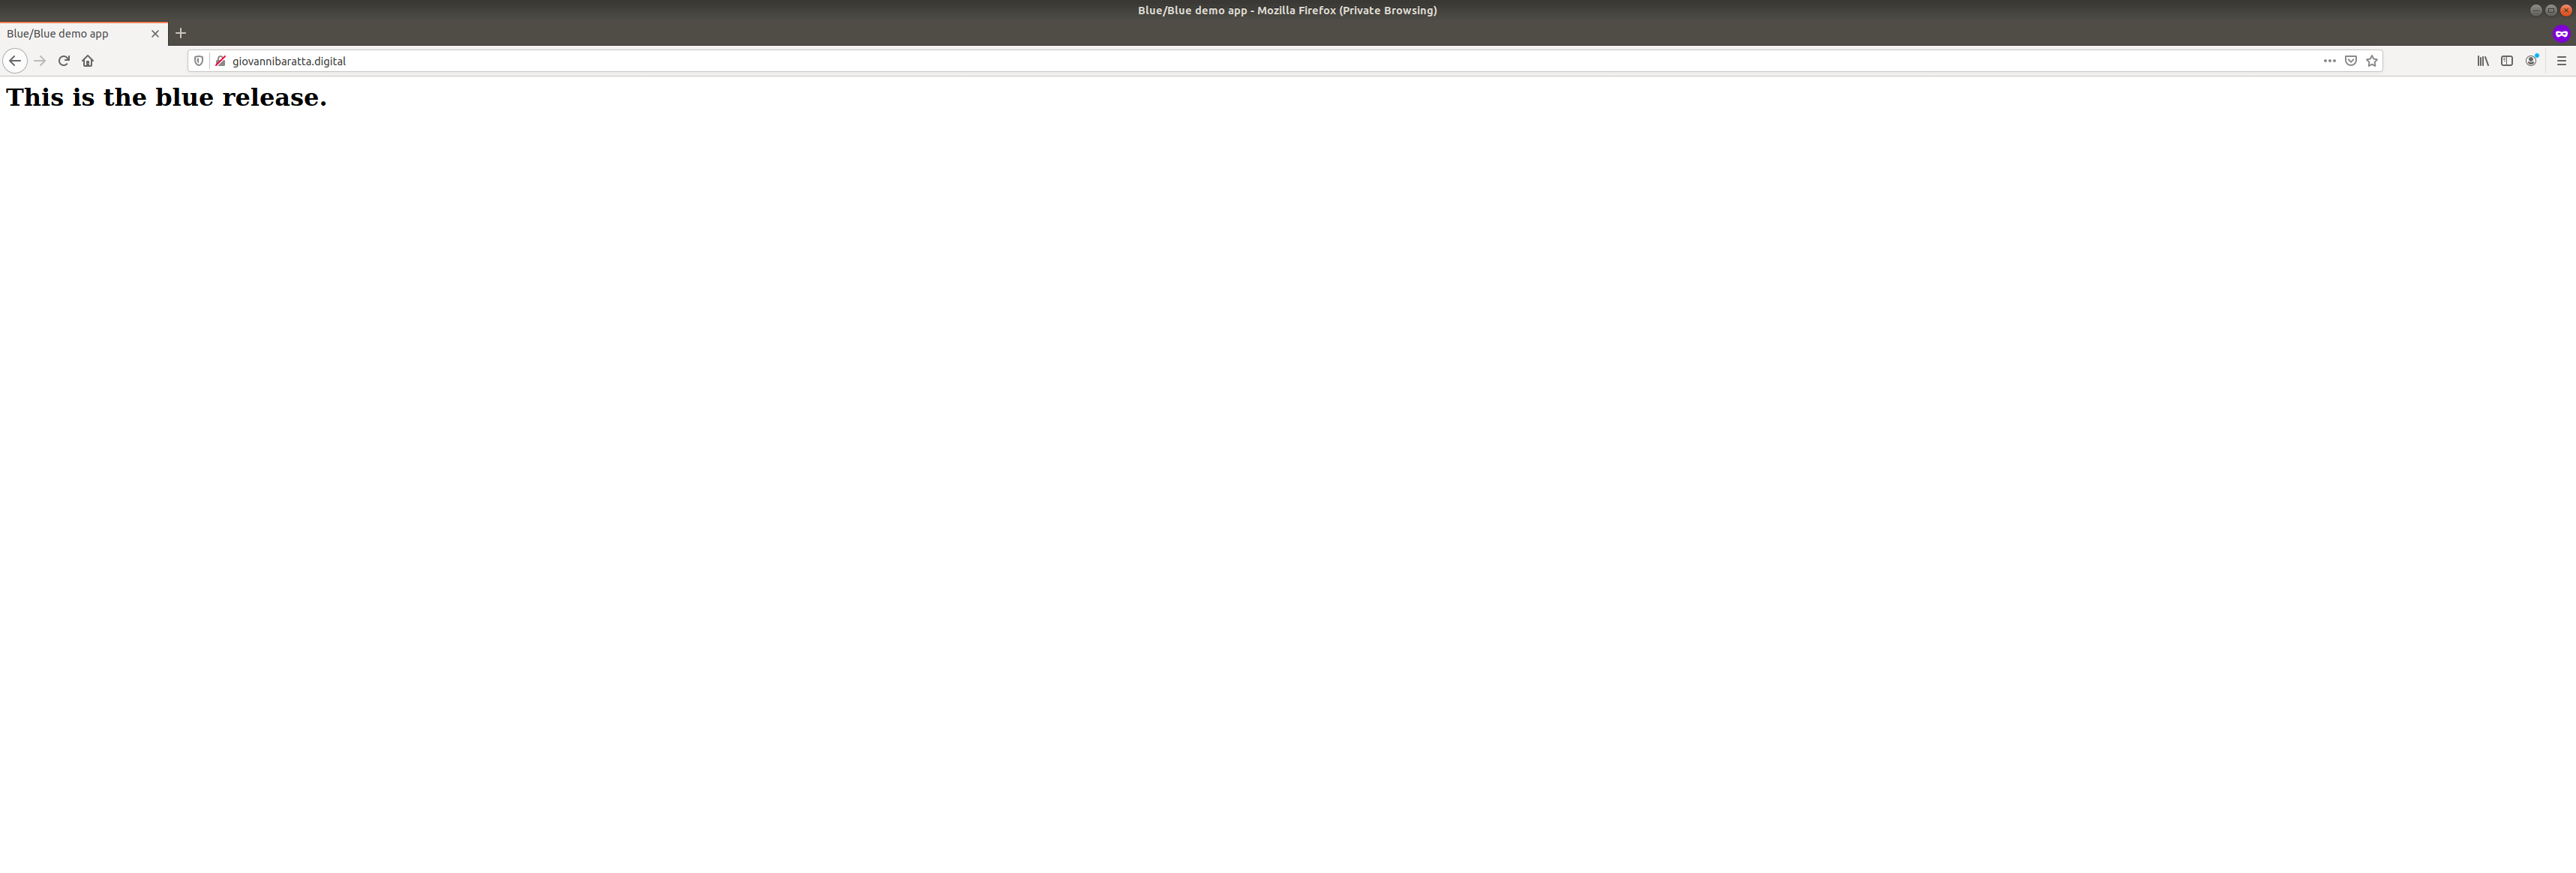 Blue/Blue demo app - Mozilla Firefox (Private Browsing)
Blue/Blue demo app
giovannibaratta.digital
This is the blue release.